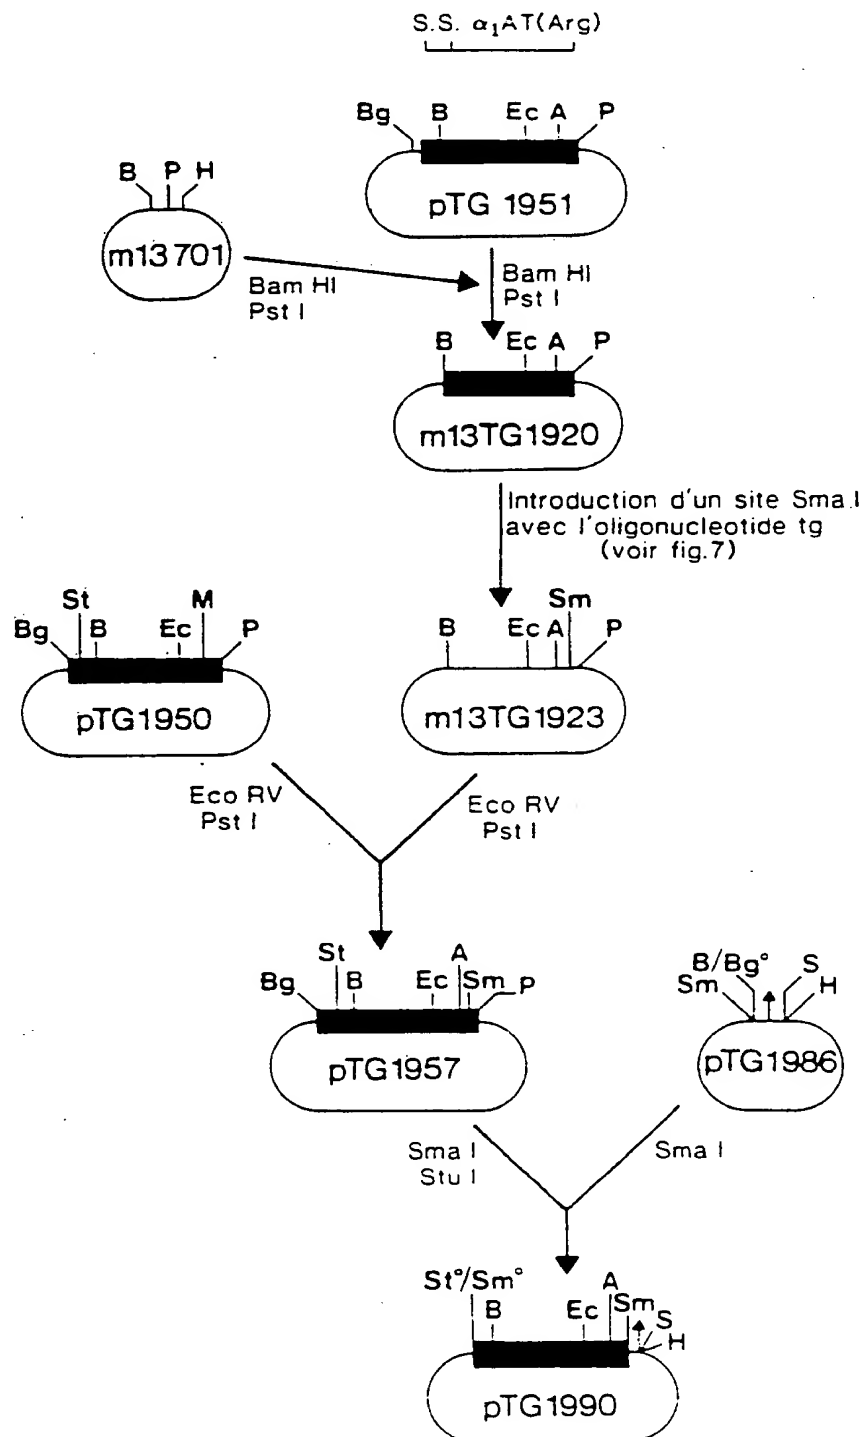 S.S. α₁AT(Arg)
Bg B Ec A P
pTG 1951
B P H
m13701
Bam HI
Pst I
Bam HI
Pst I
B Ec A P
m13TG1920
Introduction d'un site Sma I
avec l'oligonucleotide tg
(voir fig.7)
Bg St B Ec M P
pTG1950
B Ec A Sm P
m13TG1923
Eco RV
Pst I
Eco RV
Pst I
Bg St B Ec A Sm P
pTG1957
Sm B/Bg° S H
pTG1986
Sma I
Stu I
Sma I
St°/Sm° B Ec A Sm S H
pTG1990